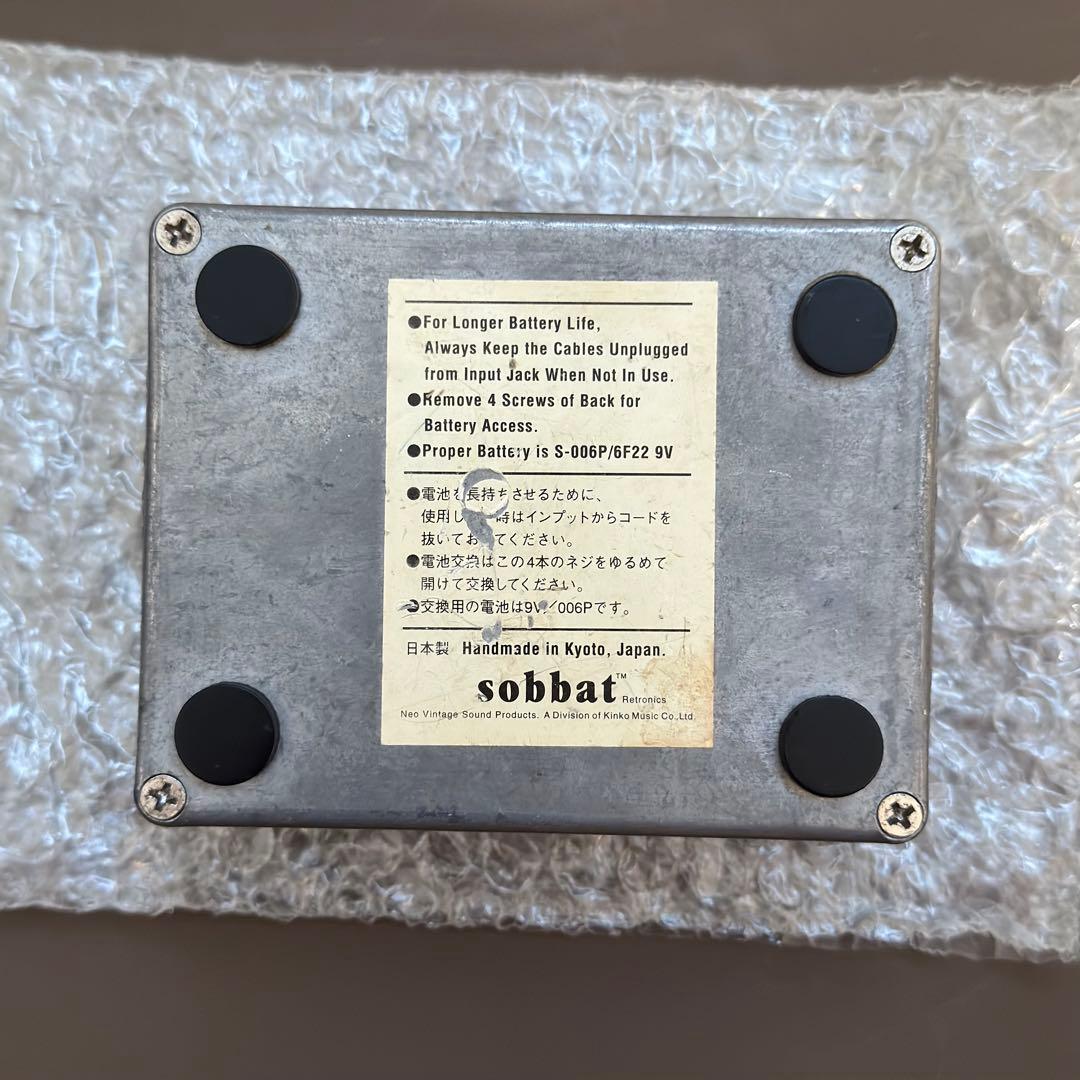 ●For Longer Battery Life,
Always Keep the Cables Unplugged
from Input Jack When Not In Use.
●Remove 4 Screws of Back for
Battery Access.
●Proper Battery is S-006P/6F22 9V
●電池を長持ちさせるために、
使用し 時はインプットからコードを
抜いてお てください。
●電池交換はこの4本のネジをゆるめて
開けて交換してください。
●交換用の電池は9V/006Pです。
日本製 Handmade in Kyoto, Japan.
sobbat™
Retronics
Neo Vintage Sound Products. A Division of Kinko Music Co.,Ltd.